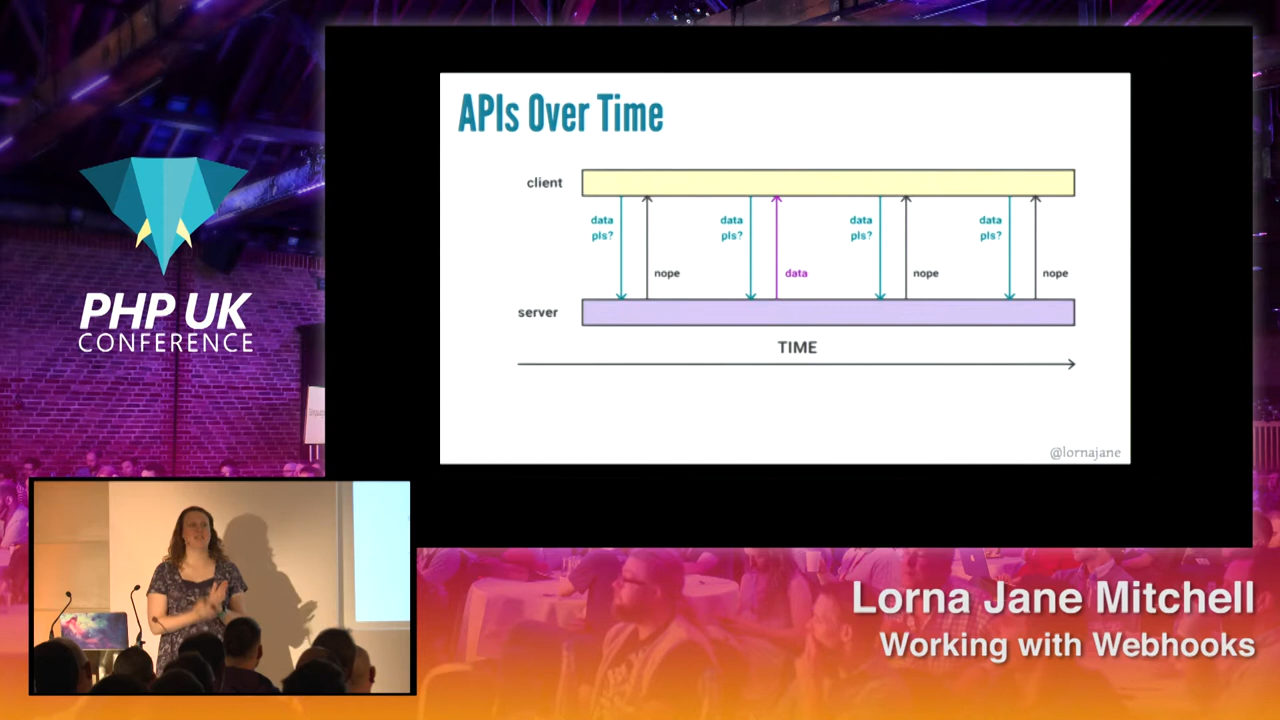 APIs Over Time
client
data
pls?
nope
data
pls?
data
data
pls?
nope
data
pls?
nope
server
TIME
@lornajane
PHP UK
CONFERENCE
Lorna Jane Mitchell
Working with Webhooks